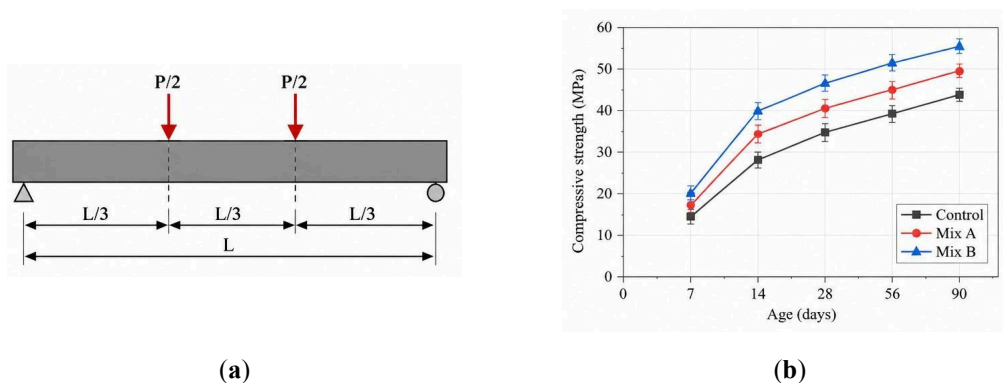 P/2 P/2
L/3 L/3 L/3
L
(a)
60
50
40
30
20
10
0
Compressive strength (MPa)
Control
Mix A
Mix B
0 7 14 28 56 90
Age (days)
(b)